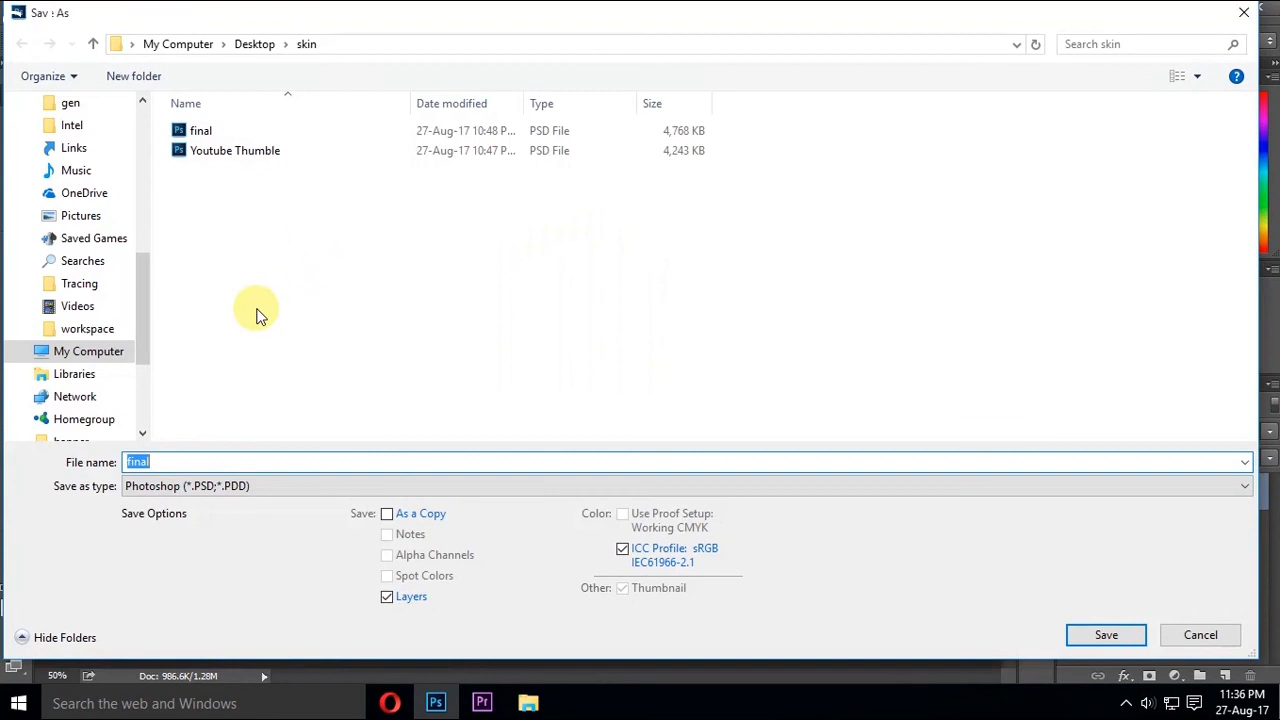 Save As
My Computer > Desktop > skin
Search skin
Organize
New folder
Name
Date modified
Type
Size
final
27-Aug-17 10:48 P...
PSD File
4,768 KB
Youtube Thumble
27-Aug-17 10:47 P...
PSD File
4,243 KB
gen
Intel
Links
Music
OneDrive
Pictures
Saved Games
Searches
Tracing
Videos
workspace
My Computer
Libraries
Network
Homegroup
File name: final
Save as type: Photoshop (*.PSD;*.PDD)
Save Options
Save:
As a Copy
Notes
Alpha Channels
Spot Colors
Layers
Color:
Use Proof Setup:
Working CMYK
ICC Profile: sRGB
IEC61966-2.1
Other:
Thumbnail
Hide Folders
Save
Cancel
50%
Doc: 986.6K/1.28M
Search the web and Windows
Ps
Pr
11:36 PM
27-Aug-17